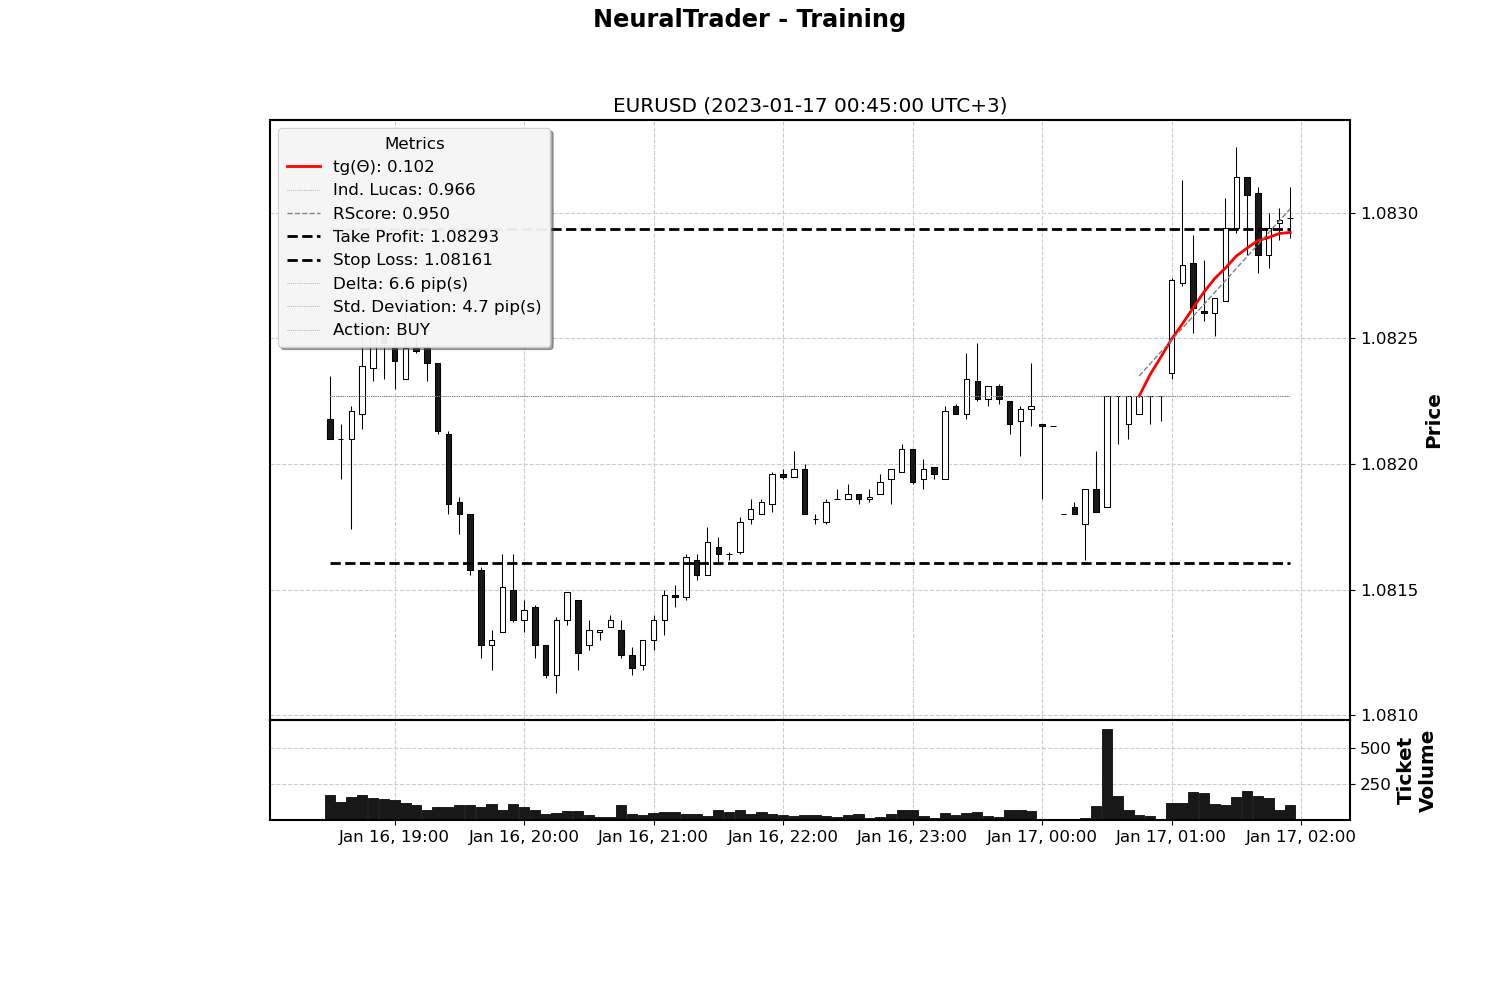 NeuralTrader - Training
EURUSD (2023-01-17 00:45:00 UTC+3)
Metrics
tg(Θ): 0.102
Ind. Lucas: 0.966
RScore: 0.950
Take Profit: 1.08293
Stop Loss: 1.08161
Delta: 6.6 pip(s)
Std. Deviation: 4.7 pip(s)
Action: BUY
1.0830
1.0825
1.0820
1.0815
1.0810
Price
500
250
Ticket
Volume
Jan 16, 19:00
Jan 16, 20:00
Jan 16, 21:00
Jan 16, 22:00
Jan 16, 23:00
Jan 17, 00:00
Jan 17, 01:00
Jan 17, 02:00